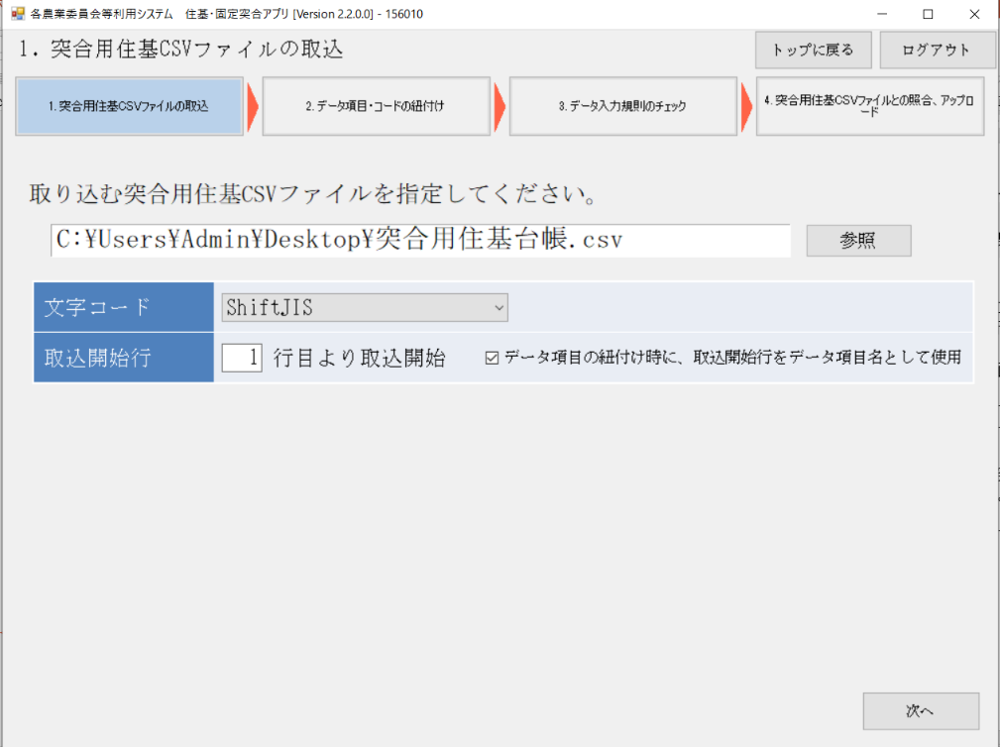 各農業委員会等利用システム　住基・固定突合アプリ [Version 2.2.0.0] - 156010
1. 突合用住基CSVファイルの取込
トップに戻る
ログアウト
1.突合用住基CSVファイルの取込
2.データ項目・コードの紐付け
3.データ入力規則のチェック
4.突合用住基CSVファイルとの照合、アップロ
ード
取り込む突合用住基CSVファイルを指定してください。
C:¥Users¥Admin¥Desktop¥突合用住基台帳.csv
参照
文字コード
ShiftJIS
取込開始行
1 行目より取込開始
データ項目の紐付け時に、取込開始行をデータ項目名として使用
次へ